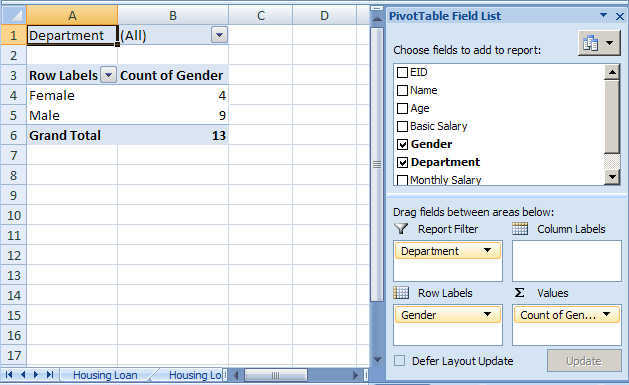 A B C D
1 Department (All)
2
3 Row Labels Count of Gender
4 Female 4
5 Male 9
6 Grand Total 13
7
8
9
10
11
12
13
14
15
16
17
Housing Loan Housing Lo
PivotTable Field List
Choose fields to add to report:
EID
Name
Age
Basic Salary
Gender
Department
Monthly Salary
Drag fields between areas below:
Report Filter Column Labels
Department
Row Labels Σ Values
Gender Count of Gen...
Defer Layout Update Update